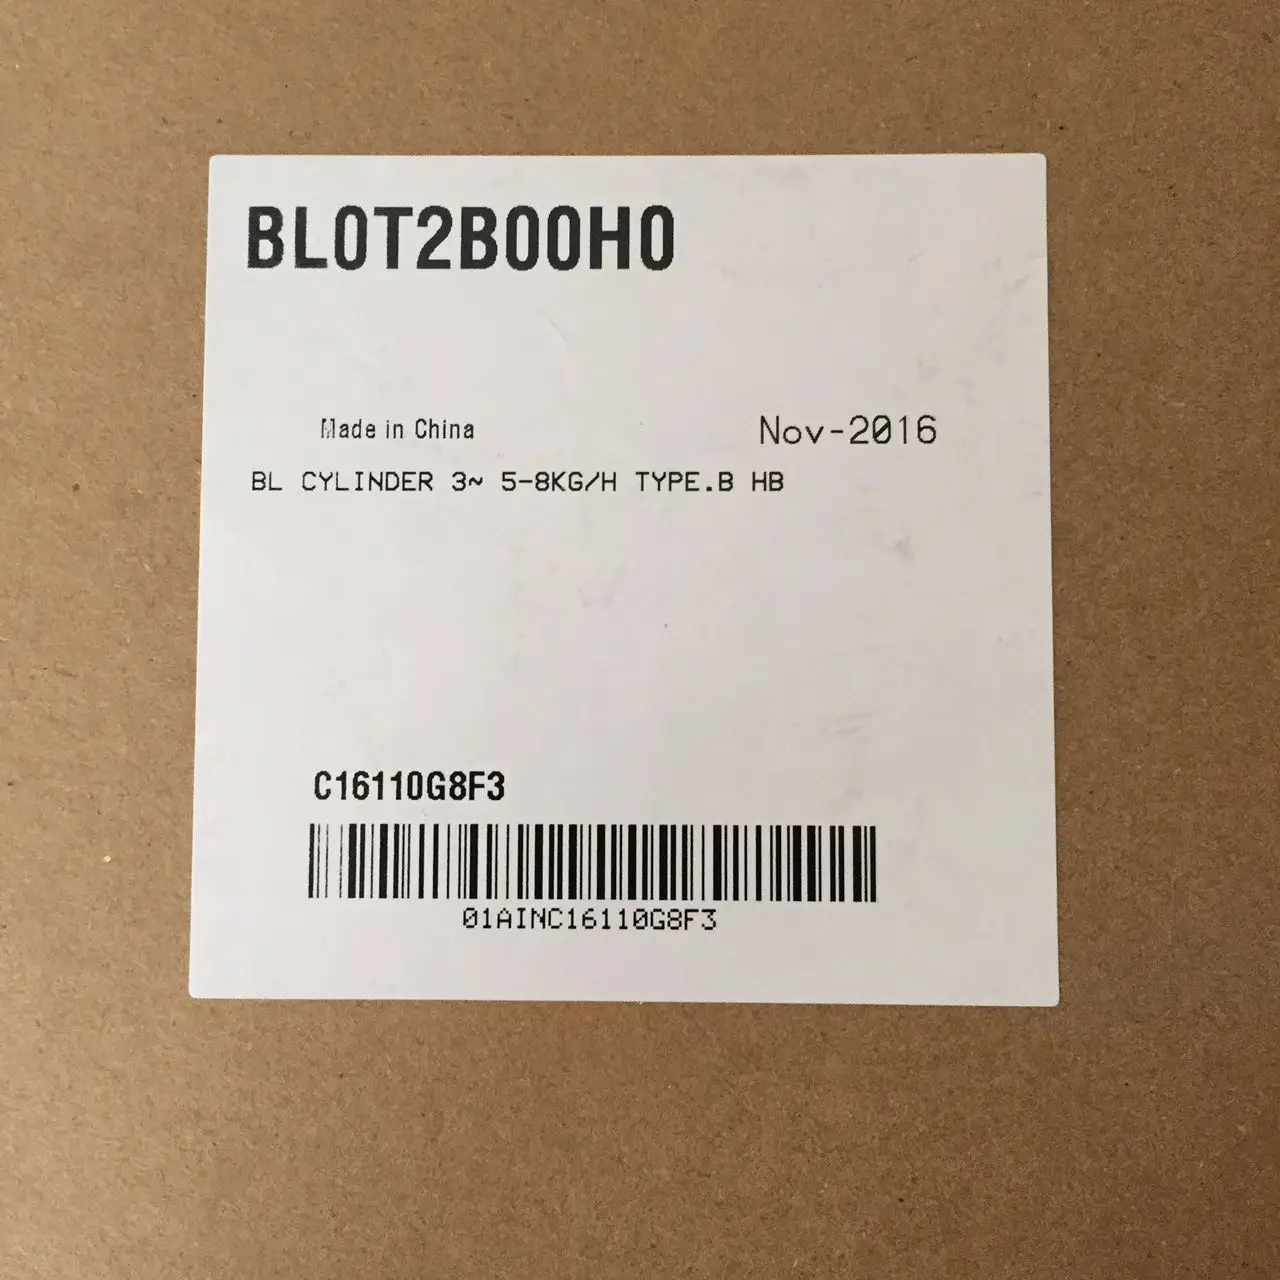 BL0T2B00H0
Made in China Nov-2016
BL CYLINDER 3~ 5-8KG/H TYPE.B HB
C16110G8F3
01AINC16110G8F3